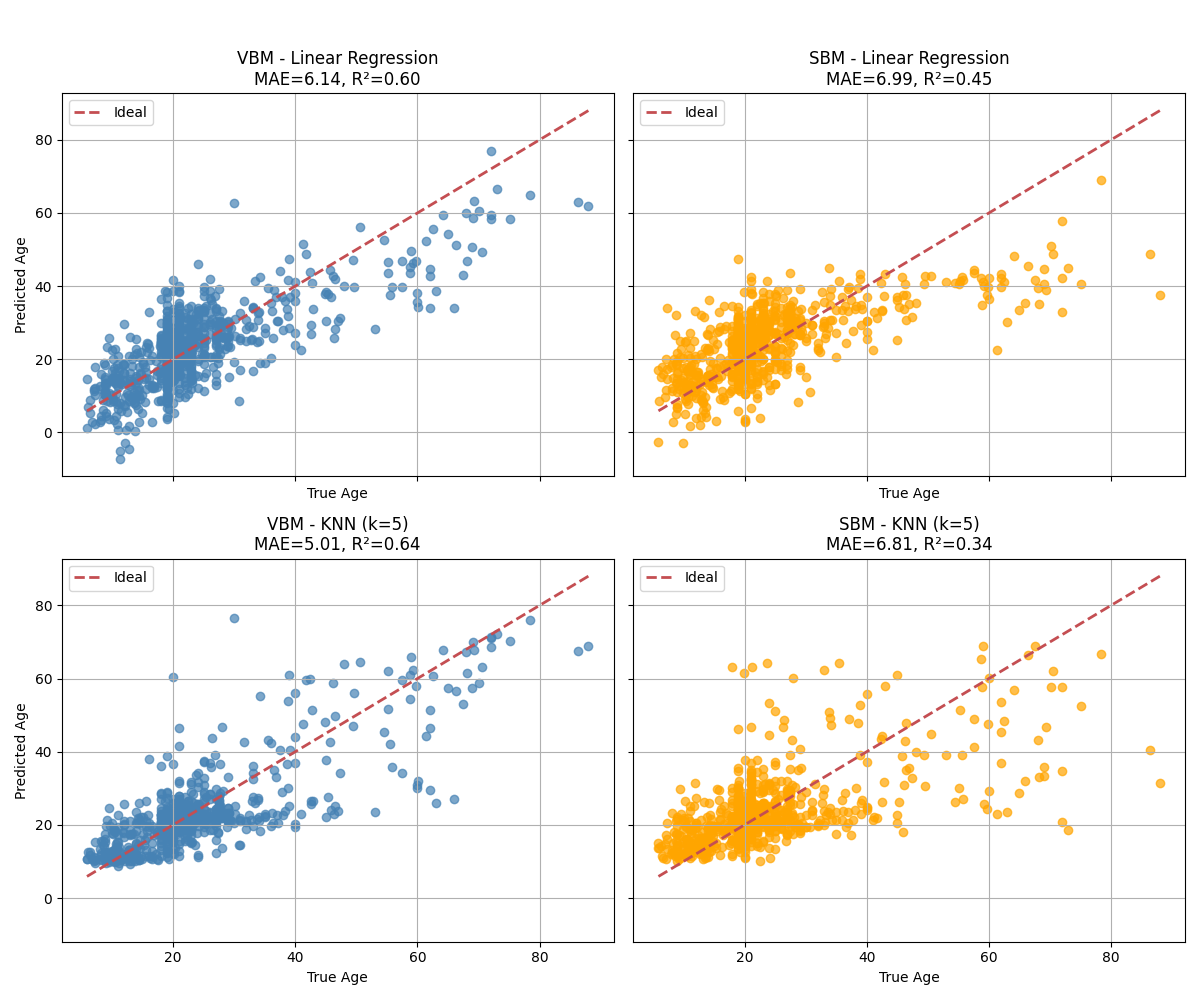 VBM - Linear Regression
MAE=6.14, R²=0.60
Ideal
80
60
40
20
0
Predicted Age
True Age
SBM - Linear Regression
MAE=6.99, R²=0.45
Ideal
True Age
VBM - KNN (k=5)
MAE=5.01, R²=0.64
Ideal
80
60
40
20
0
Predicted Age
20
40
60
80
True Age
SBM - KNN (k=5)
MAE=6.81, R²=0.34
Ideal
20
40
60
80
True Age